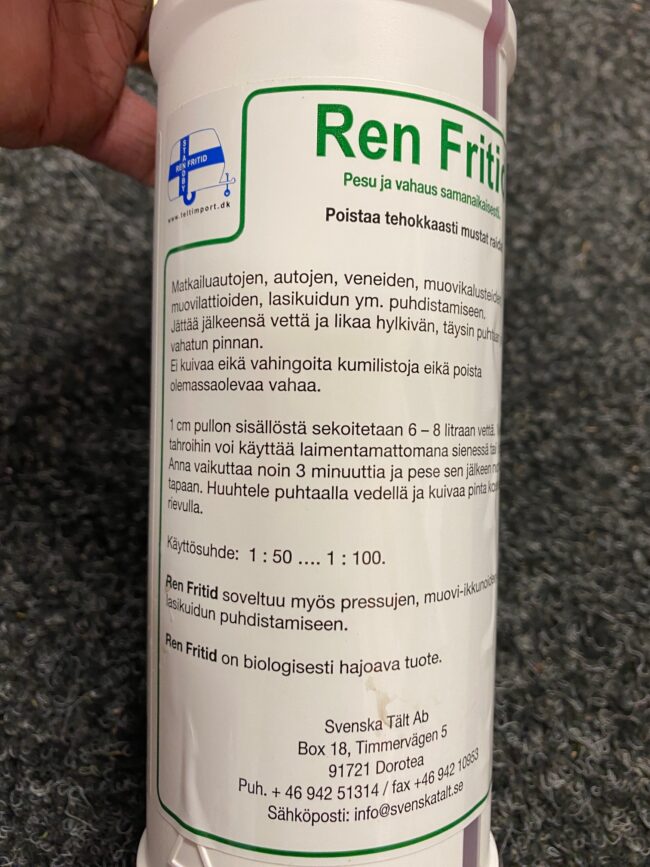 Ren Fritid
STANDBY
REN FRITID
www.teltimport.dk
Pesu ja vahaus samanaikaisesti.
Poistaa tehokkaasti mustat
Matkailuautojen, autojen, veneiden, muovikalusteiden
muovilattioiden, lasikuidun ym. puhdistamiseen.
Jättää jälkeensä vettä ja likaa hylkivän, täysin
vahatun pinnan.
Ei kuivaa eikä vahingoita kumilistoja eikä poista
olemassaolevaa vahaa.
1 cm pullon sisällöstä sekoitetaan 6 – 8 litraan vettä.
tahroihin voi käyttää laimentamattomana sienessä
Anna vaikuttaa noin 3 minuuttia ja pese sen jälkeen
tapaan. Huuhtele puhtaalla vedellä ja kuivaa pinta
rievulla.
Käyttösuhde: 1 : 50 .... 1 : 100.
Ren Fritid soveltuu myös pressujen, muovi-ikkunoiden
lasikuidun puhdistamiseen.
Ren Fritid on biologisesti hajoava tuote.
Svenska Tält Ab
Box 18, Timmervägen 5
91721 Dorotea
Puh. + 46 942 51314 / fax +46 942 10953
Sähköposti: info@svenskatalt.se